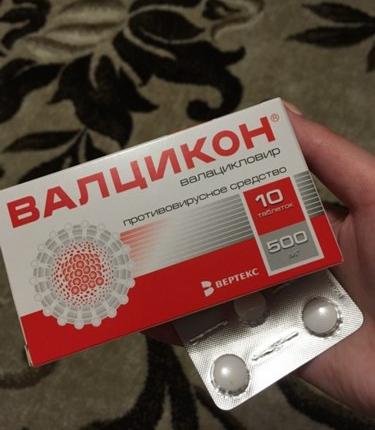 ВАЛЦИКОН®
валацикловир
противовирусное средство
10
таблеток
500
мг
ВЕРТЕКС